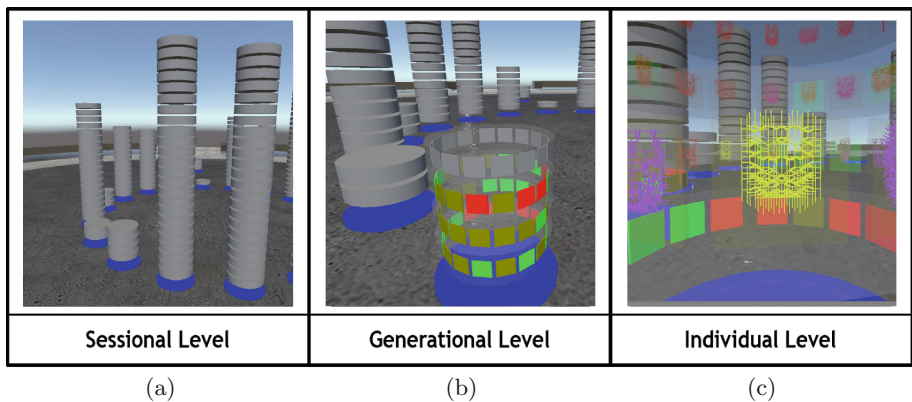 Sessional Level
Generational Level
Individual Level
(a)
(b)
(c)